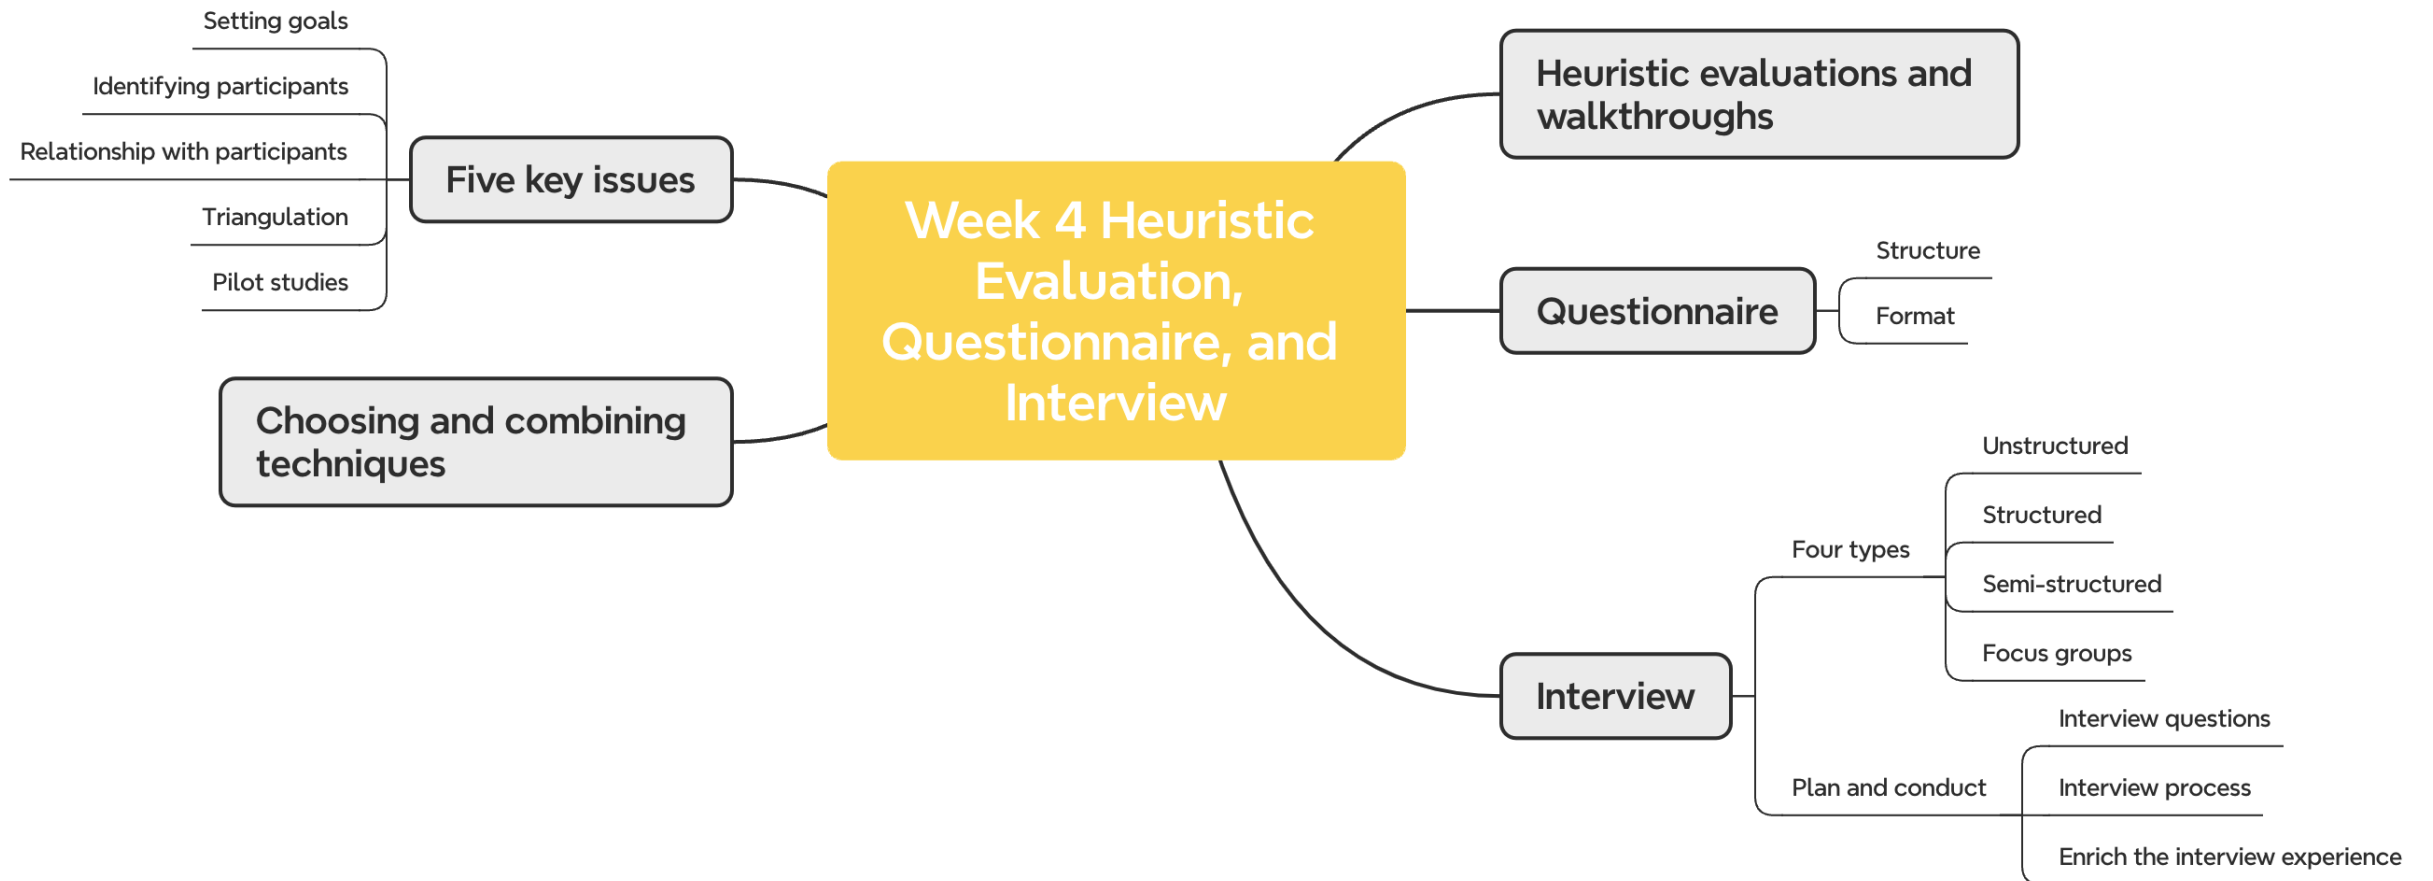 Week 4 Heuristic
Evaluation,
Questionnaire, and
Interview
Five key issues
Setting goals
Identifying participants
Relationship with participants
Triangulation
Pilot studies
Choosing and combining
techniques
Heuristic evaluations and
walkthroughs
Questionnaire
Structure
Format
Interview
Four types
Unstructured
Structured
Semi-structured
Focus groups
Plan and conduct
Interview questions
Interview process
Enrich the interview experience